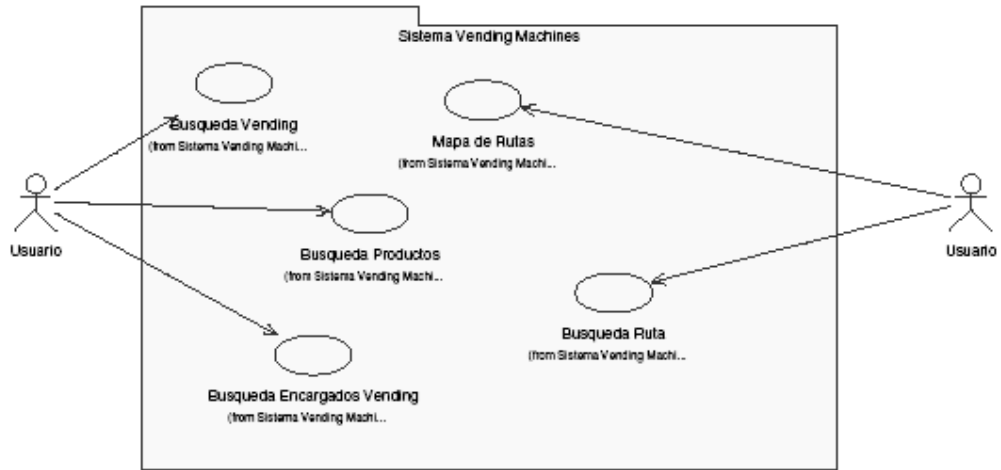 Sistema Vending Machines
Busqueda Vending
(from Sistema Vending Machi...
Mapa de Rutas
(from Sistema Vending Machi...
Usuario
Usuario
Busqueda Productos
(from Sistema Vending Machi...
Busqueda Ruta
(from Sistema Vending Machi...
Busqueda Encargados Vending
(from Sistema Vending Machi...